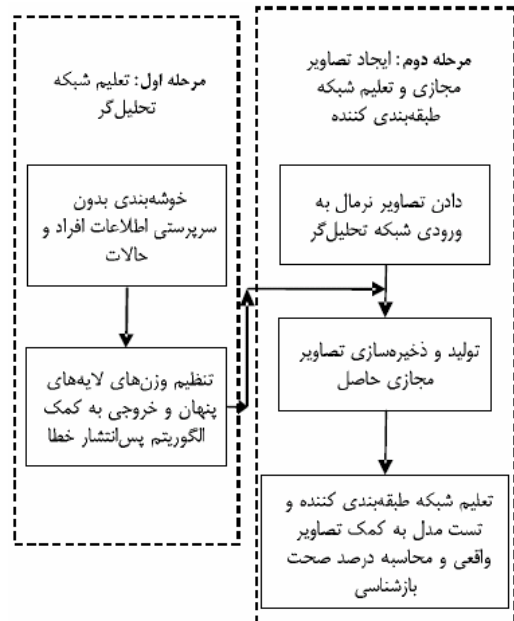 مرحله اول: تعلیم شبکه
تحلیل‌گر
خوشه‌بندی بدون
سرپرستی اطلاعات افراد و
حالات
تنظیم وزن‌های لایه‌های
پنهان و خروجی به کمک
الگوریتم پس‌انتشار خطا
مرحله دوم: ایجاد تصاویر
مجازی و تعلیم شبکه
طبقه‌بندی کننده
دادن تصاویر نرمال به
ورودی شبکه تحلیل‌گر
تولید و ذخیره‌سازی تصاویر
مجازی حاصل
تعلیم شبکه طبقه‌بندی کننده و
تست مدل به کمک تصاویر
واقعی و محاسبه درصد صحت
بازشناسی